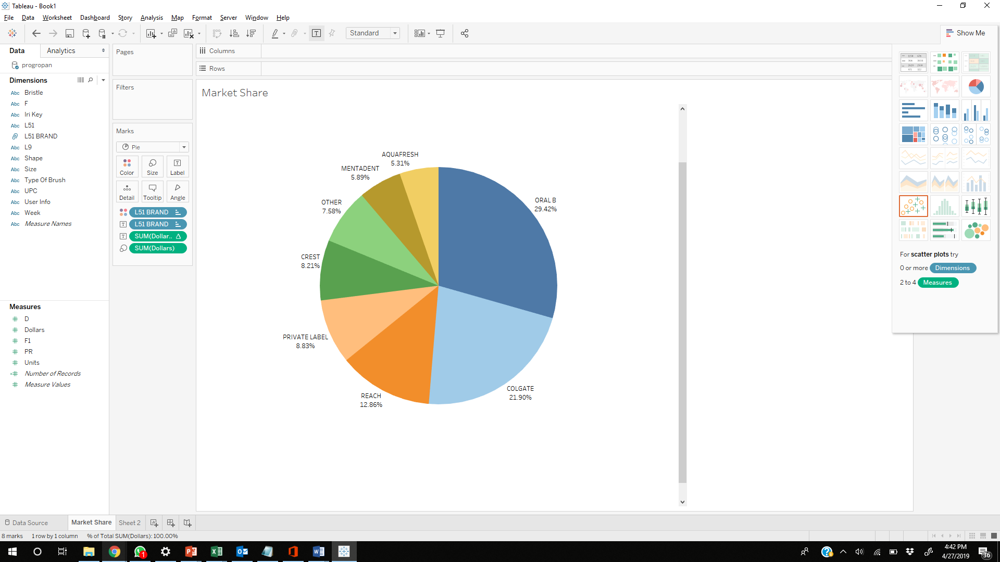 Tableau - Book1
File Data Worksheet Dashboard Story Analysis Map Format Server Window Help
Standard
Show Me
Data
Analytics
progropan
Dimensions
Abc Bristle
Abc F
Abc Iri Key
Abc L51
L51 BRAND
Abc L9
Abc Shape
Abc Size
Abc Type Of Brush
Abc UPC
Abc User Info
Abc Week
Abc Measure Names
Measures
D
Dollars
F1
PR
Units
Number of Records
Measure Values
Pages
Filters
Marks
Pie
Color Size Label
Detail Tooltip Angle
L51 BRAND
L51 BRAND
SUM(Dollar..
SUM(Dollars)
Columns
Rows
Market Share
AQUAFRESH
5.31%
MENTADENT
5.89%
OTHER
7.58%
ORAL B
29.42%
CREST
8.21%
PRIVATE LABEL
8.83%
REACH
12.86%
COLGATE
21.90%
For scatter plots try
0 or more Dimensions
2 to 4 Measures
Data Source
Market Share
Sheet 2
8 marks 1 row by 1 column % of Total SUM(Dollars): 100.00%
1
4:42 PM
4/27/2019
36